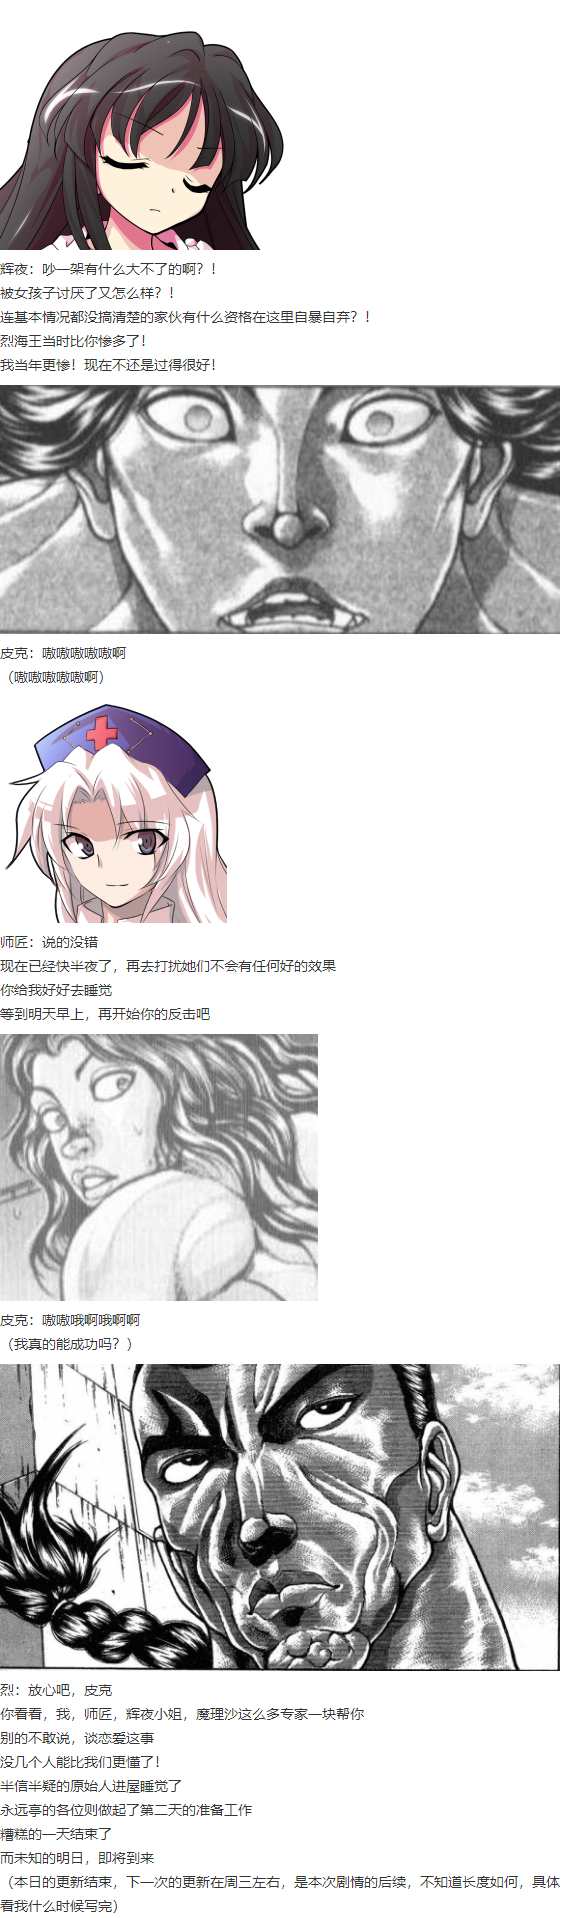 辉夜：吵一架有什么大不了的啊？！
被女孩子讨厌了又怎么样？！
连基本情况都没搞清楚的家伙有什么资格在这里自暴自弃？！
烈海王当时比你惨多了！
我当年更惨！现在不还是过得很好！
皮克：嗷嗷嗷嗷嗷啊
（嗷嗷嗷嗷嗷啊）
师匠：说的没错
现在已经快半夜了，再去打扰她们不会有任何好的效果
你给我好好去睡觉
等到明天早上，再开始你的反击吧
皮克：嗷嗷哦啊哦啊啊
（我真的能成功吗？）
烈：放心吧，皮克
你看看，我，师匠，辉夜小姐，魔理沙这么多专家一块帮你
别的不敢说，谈恋爱这事
没几个人能比我们更懂了！
半信半疑的原始人进屋睡觉了
永远亭的各位则做起了第二天的准备工作
糟糕的一天结束了
而未知的明日，即将到来
（本日的更新结束，下一次的更新在周三左右，是本次剧情的后续，不知道长度如何，具体
看我什么时候写完）